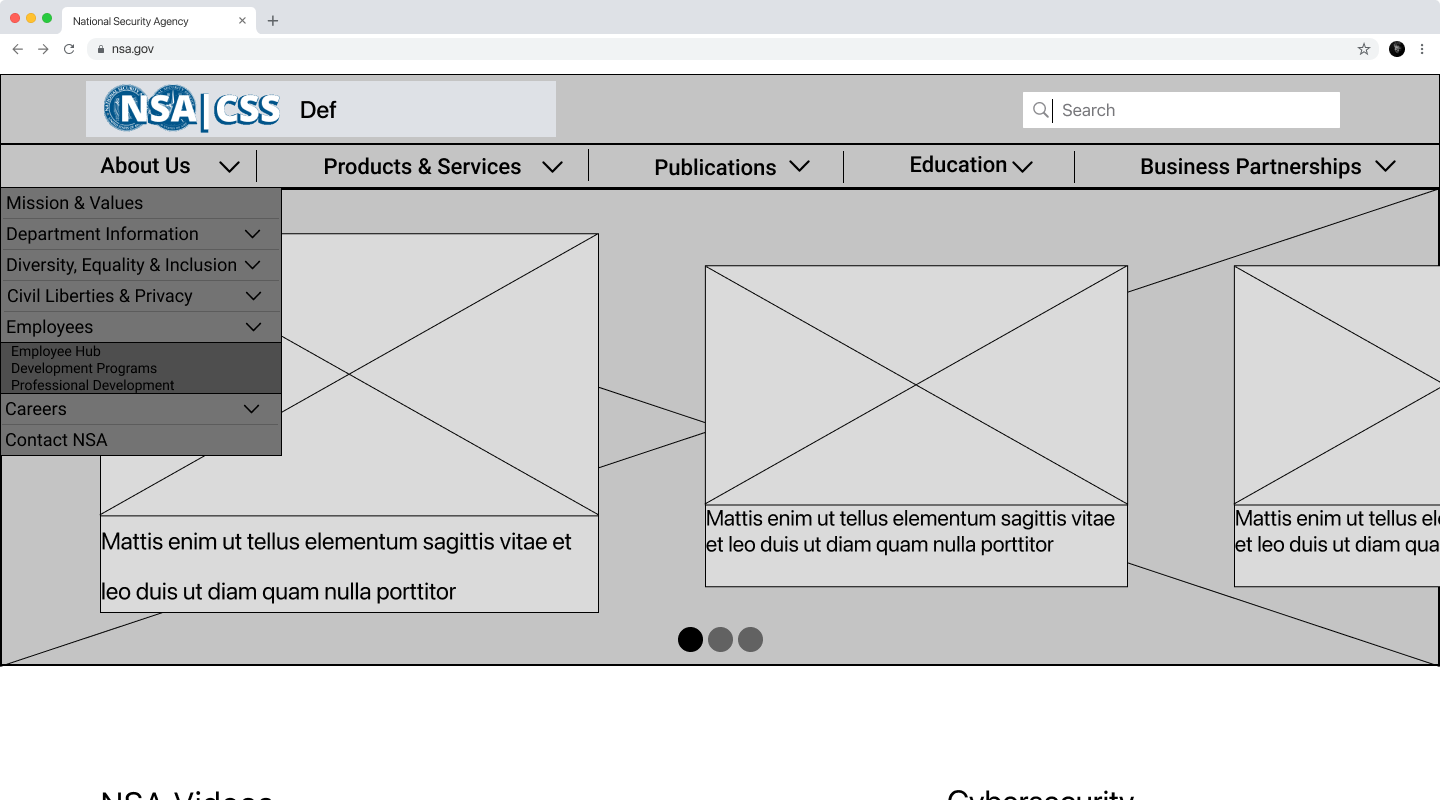 National Security Agency
nsa.gov
NSA|CSS
Def
Search
About Us
Products & Services
Publications
Education
Business Partnerships
Mission & Values
Department Information
Diversity, Equality & Inclusion
Civil Liberties & Privacy
Employees
Employee Hub
Development Programs
Professional Development
Careers
Contact NSA
Mattis enim ut tellus elementum sagittis vitae et
leo duis ut diam quam nulla porttitor
Mattis enim ut tellus elementum sagittis vitae
et leo duis ut diam quam nulla porttitor
Mattis enim ut tellus
et leo duis ut diam
NSA Videos
Cybersecurity